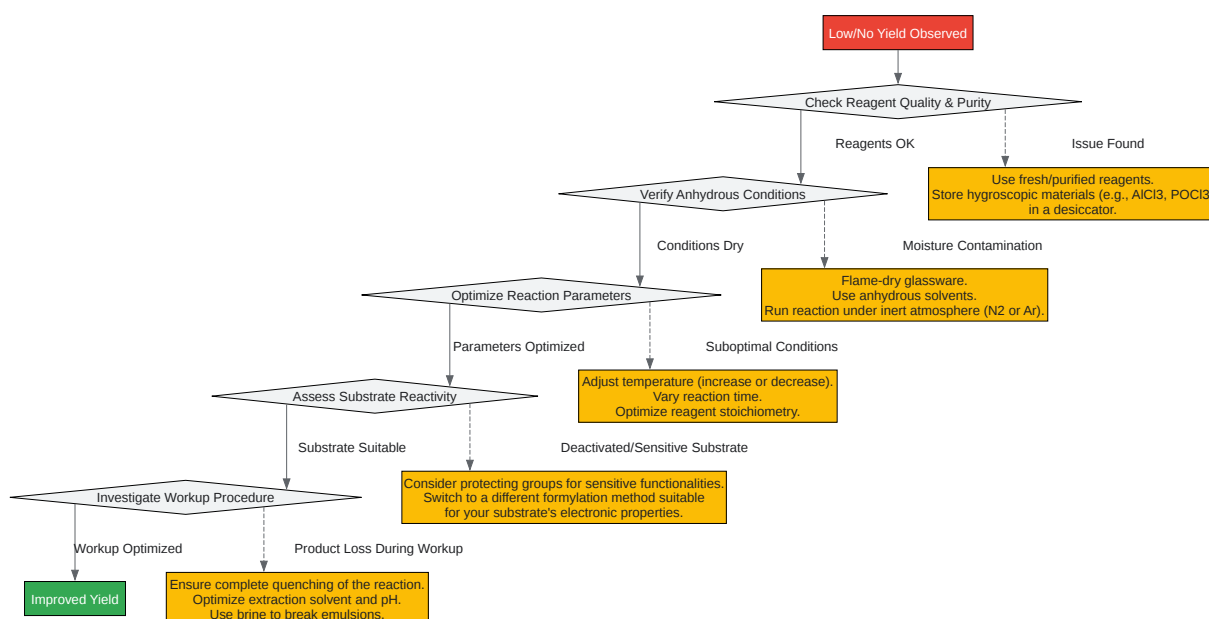 Low/No Yield Observed
Check Reagent Quality & Purity
Reagents OK
Issue Found
Use fresh/purified reagents.
Store hygroscopic materials (e.g., AlCl3, POCl3
in a desiccator.
Verify Anhydrous Conditions
Conditions Dry
Moisture Contamination
Flame-dry glassware.
Use anhydrous solvents.
Run reaction under inert atmosphere (N2 or Ar).
Optimize Reaction Parameters
Parameters Optimized
Suboptimal Conditions
Adjust temperature (increase or decrease).
Vary reaction time.
Optimize reagent stoichiometry.
Assess Substrate Reactivity
Substrate Suitable
Deactivated/Sensitive Substrate
Consider protecting groups for sensitive functionalities.
Switch to a different formylation method suitable
for your substrate's electronic properties.
Investigate Workup Procedure
Workup Optimized
Product Loss During Workup
Improved Yield
Ensure complete quenching of the reaction.
Optimize extraction solvent and pH.
Use brine to break emulsions.